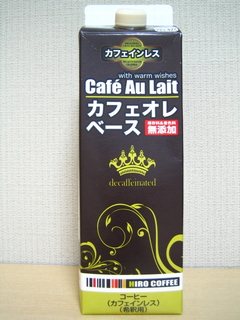 カフェインレス
with warm wishes
Café Au Lait
カフェオレ
ベース
無添加
decaffeinated
HIRO COFFEE
コーヒー
(カフェインレス)
(希釈用)